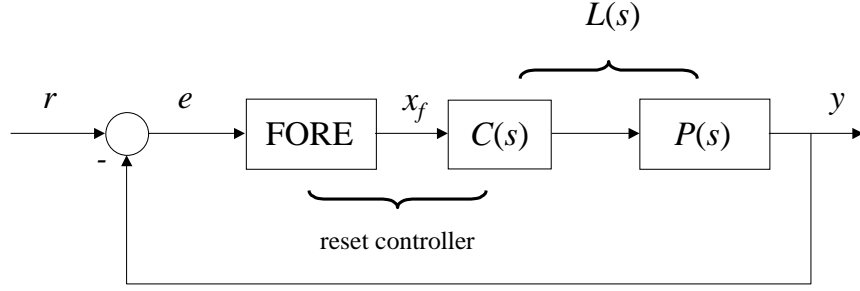 L(s)
r
e
x_f
y
FORE
C(s)
P(s)
-
reset controller